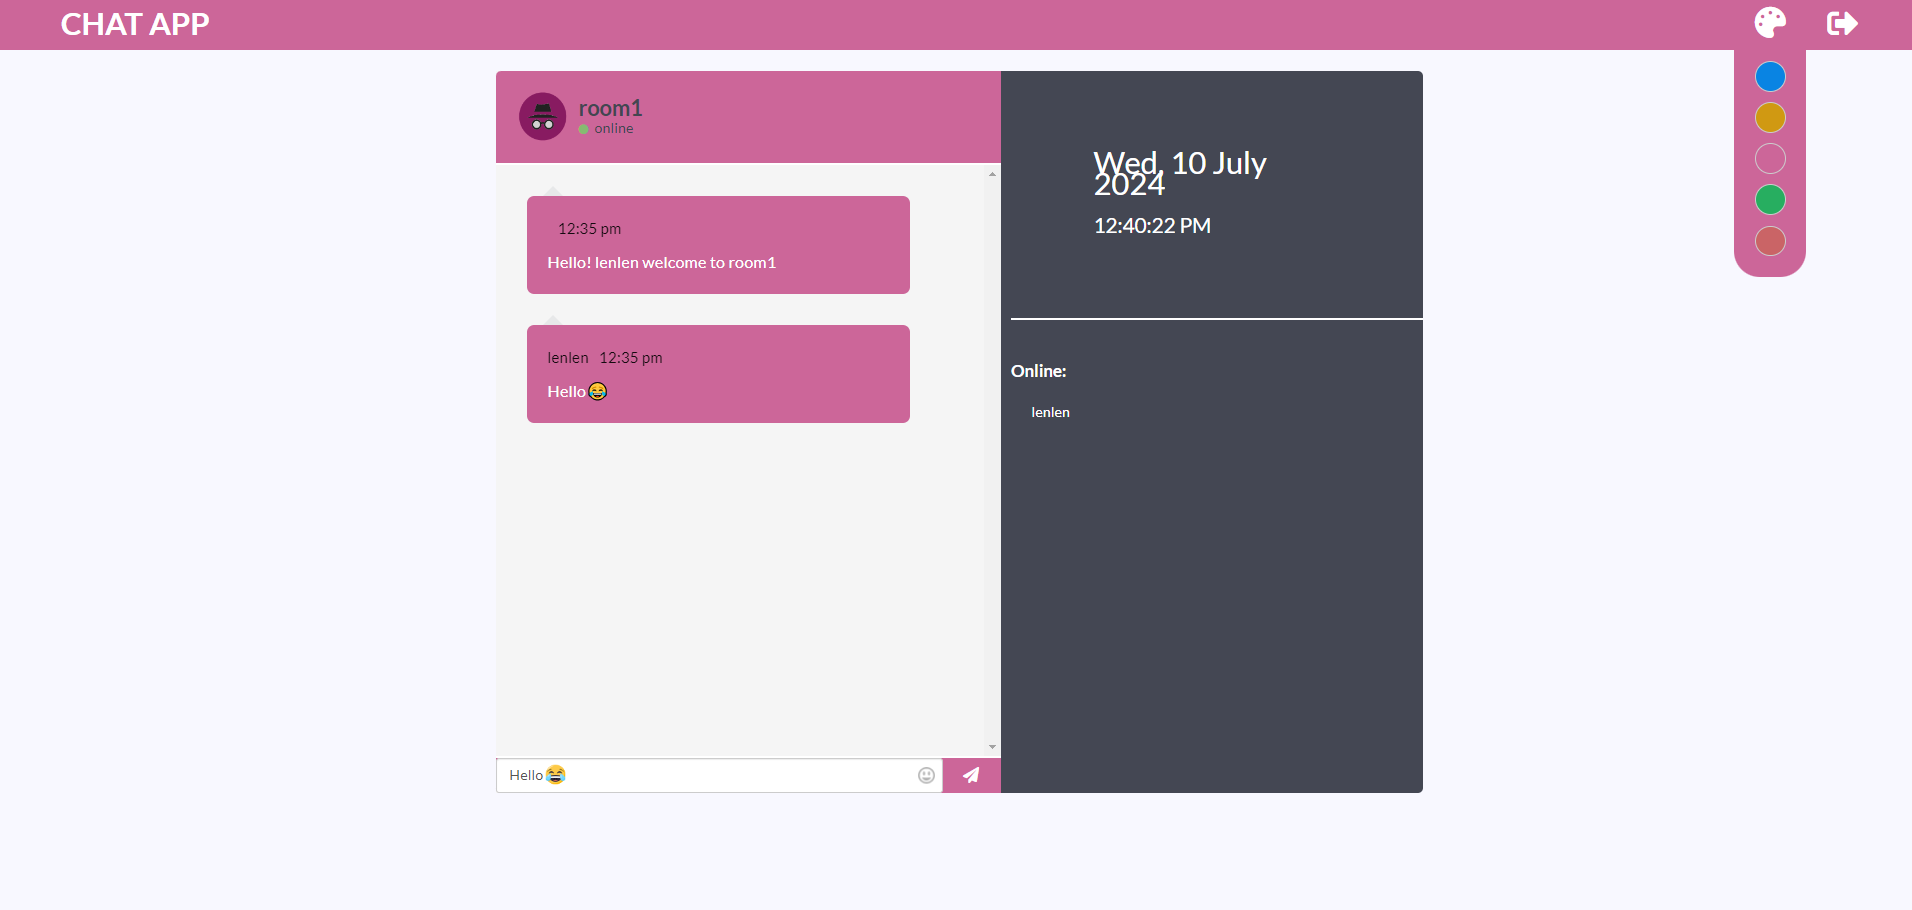 CHAT APP
room1
online
12:35 pm
Hello! lenlen welcome to room1
lenlen 12:35 pm
Hello😂
Hello😂
Wed, 10 July
2024
12:40:22 PM
Online:
lenlen